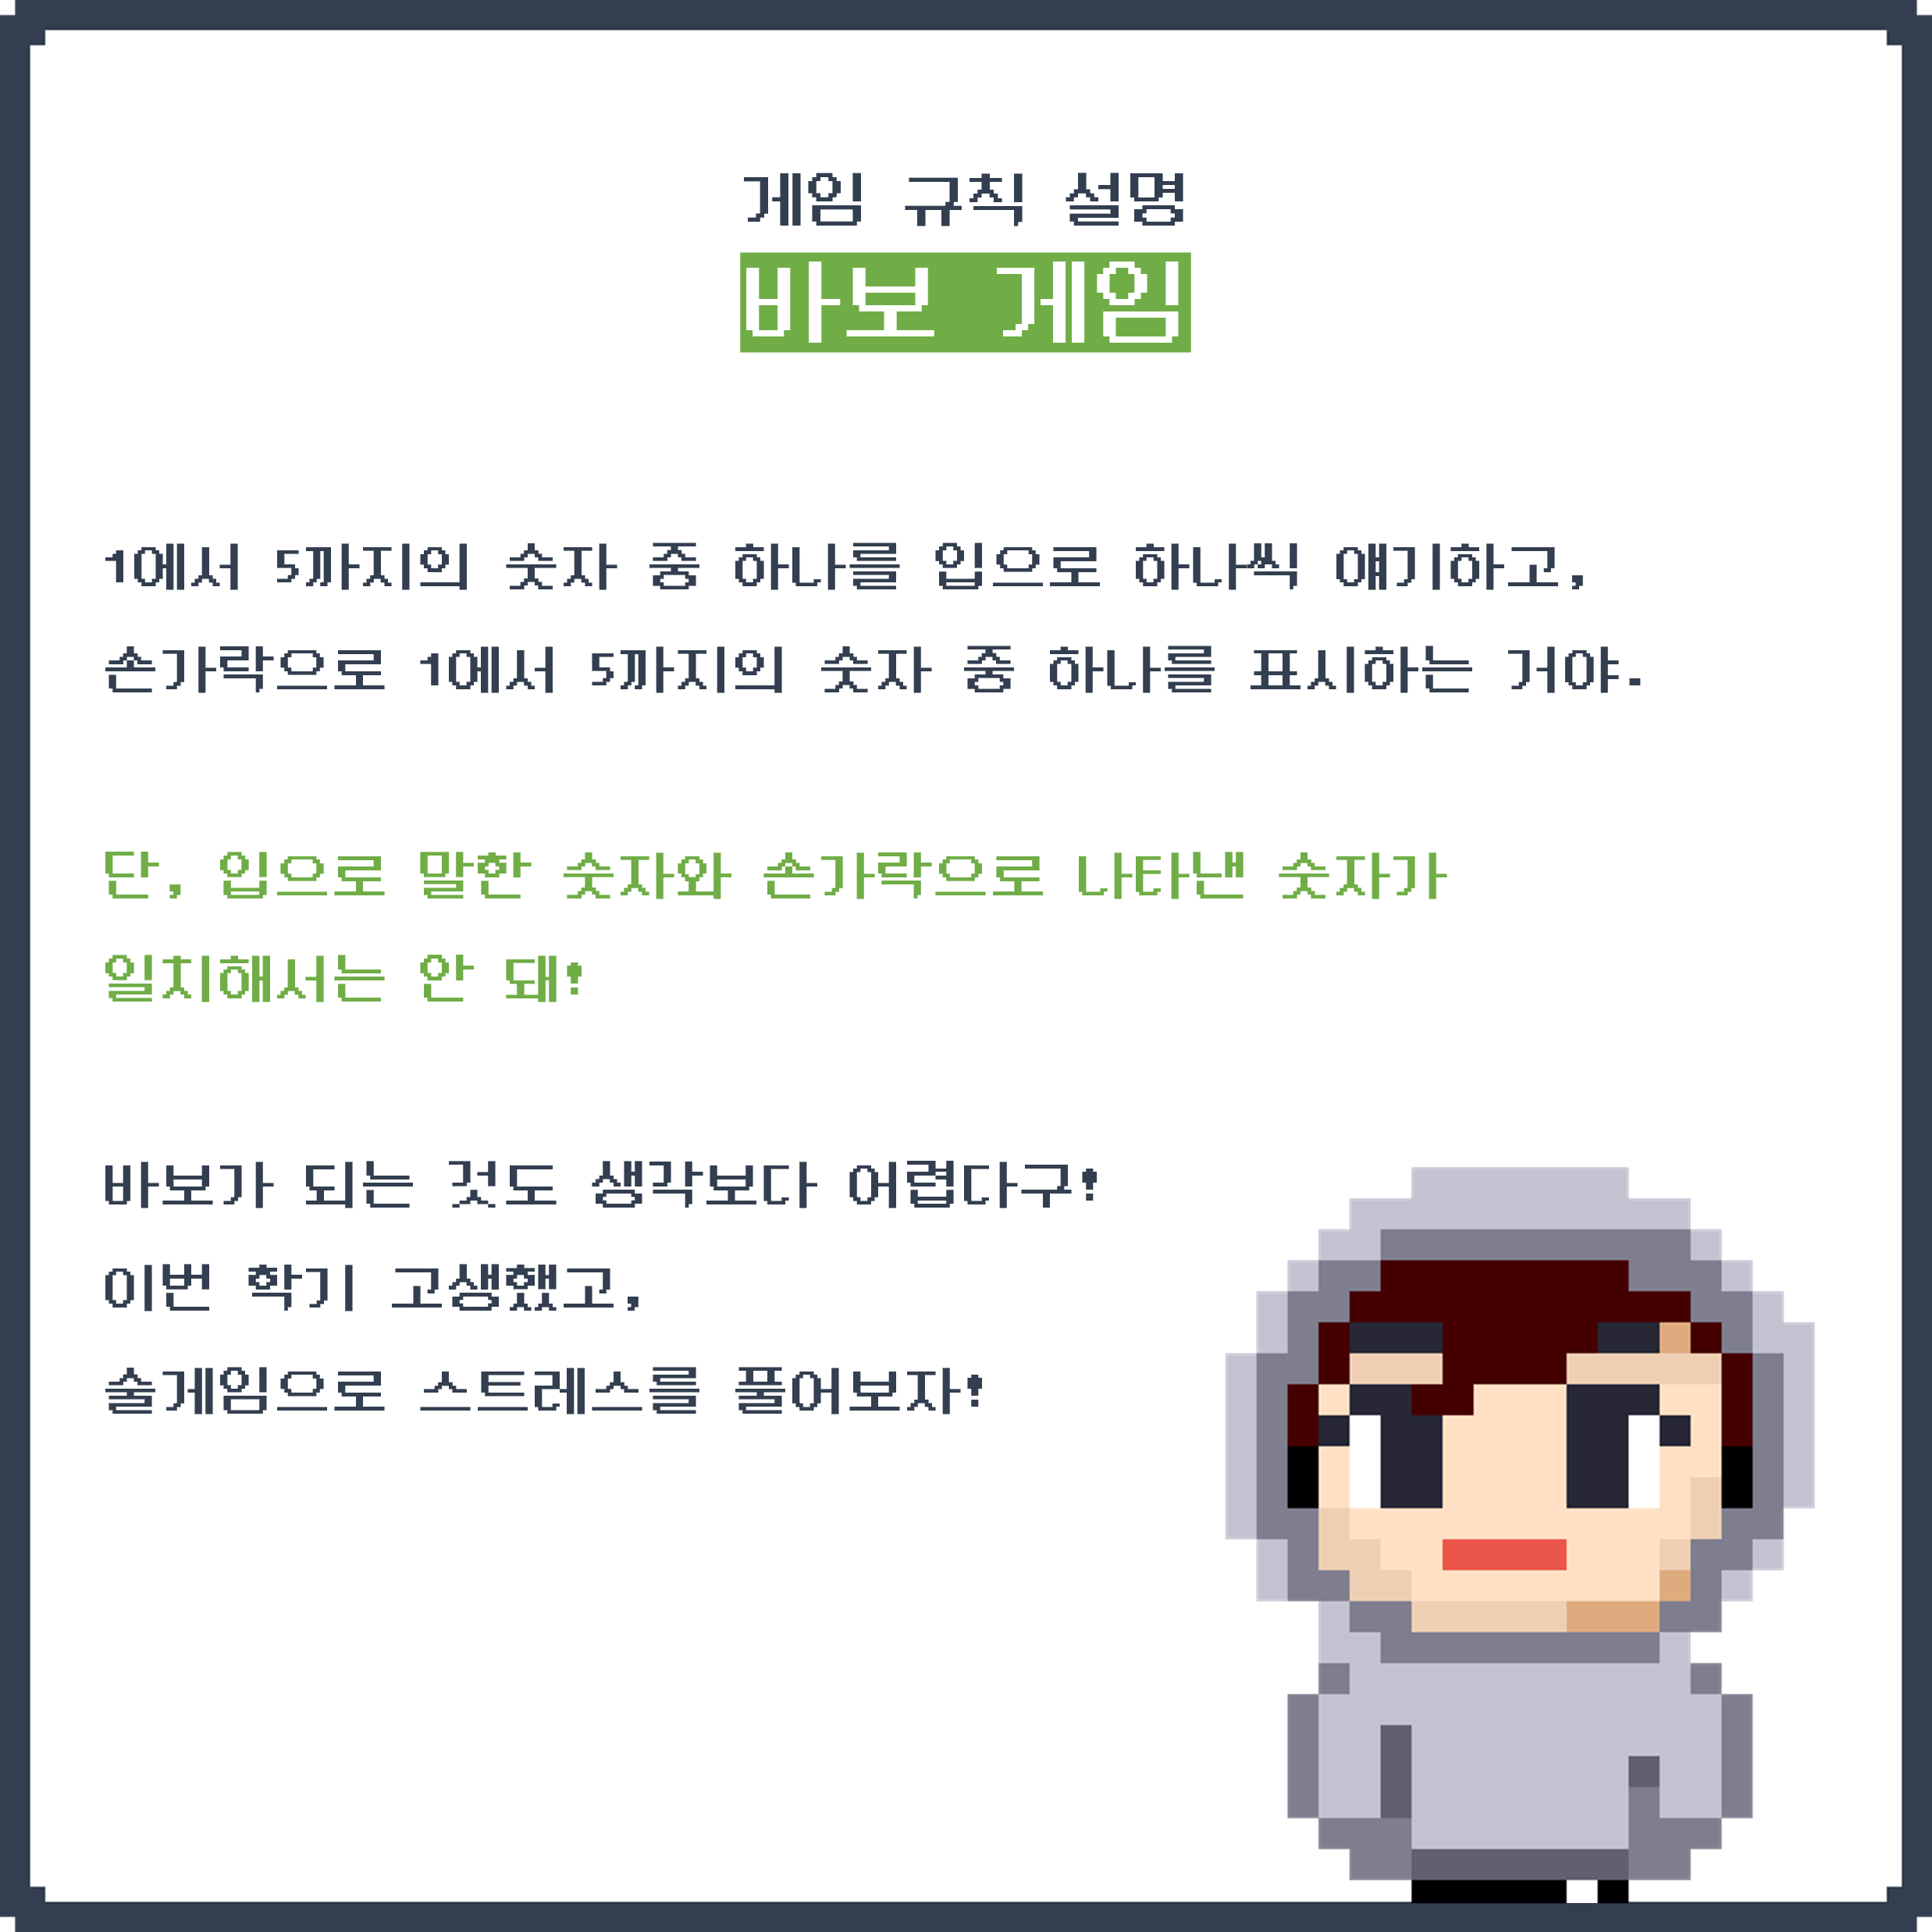 게임 규칙 설명
바보 게임
1에서 5까지의 숫자 중 하나를 입으로 하나씩 얘기하고,
손가락으로 1에서 5까지의 숫자 중 하나를 표시하는 거야.
단, 입으로 말한 숫자와 손가락으로 나타낸 숫자가
일치해서는 안 돼!
바보가 되는 것도 생각보다 어렵다구!
이번 학기 고생했고,
술게임으로 스트레스를 풀어보자!